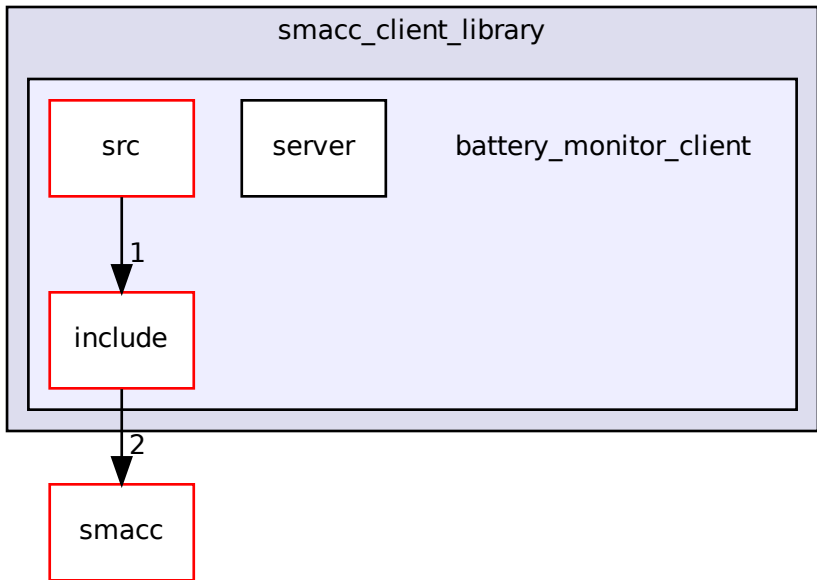 smacc_client_library
src
server
battery_monitor_client
1
include
2
smacc